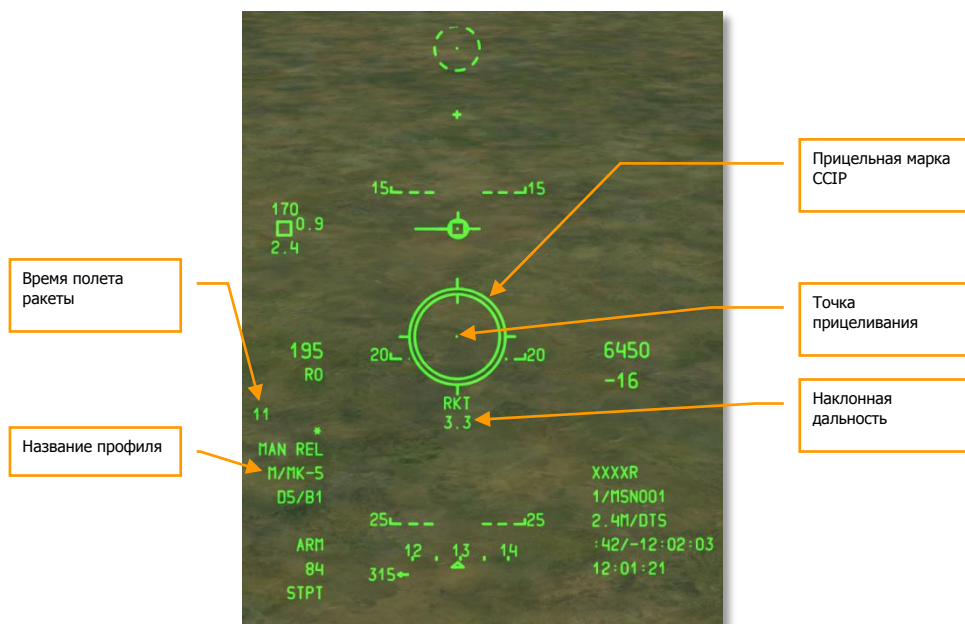 15 15
170
0.9
2.4
195
RO
20 20
6450
-16
RKT
3.3
11
*
MAN REL
M/MK-5
D5/B1
XXXXR
1/MSN001
2.4M/DTS
:42/-12:02:03
12:01:21
25 25
12 . 13 . 14
315←
ARM
84
STPT
Время полета
ракеты
Название профиля
Прицельная марка
CCIP
Точка
прицеливания
Наклонная
дальность